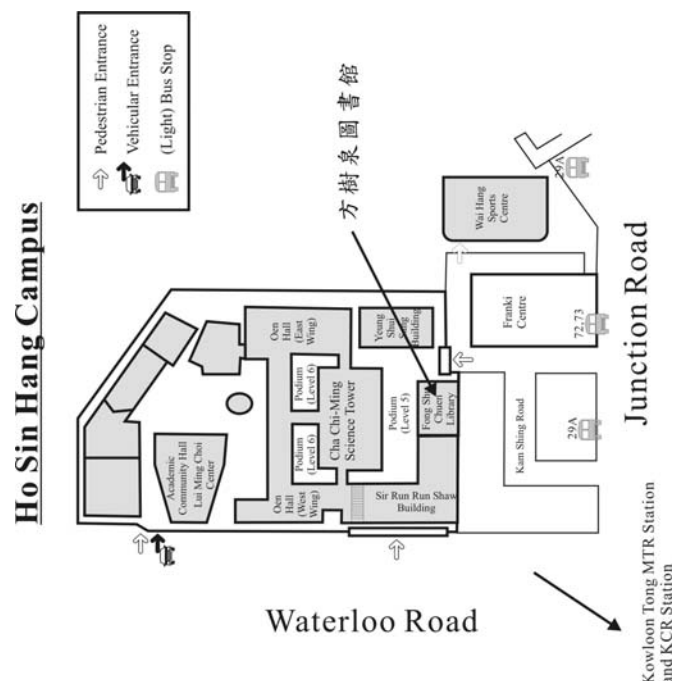 Ho Sin Hang Campus
Pedestrian Entrance
Vehicular Entrance
(Light) Bus Stop
方樹泉圖書館
29A
Wai Hang
Sports
Centre
Oen
Hall
(East
Wing)
Yeung
Shui
Sang
Building
Franki
Centre
72,73
Podium
(Level 6)
Podium
(Level 6)
Cha Chi-Ming
Science Tower
Podium
(Level 5)
Fong Shu
Chuen
Library
Academic
Community Hall
Lui Ming Choi
Center
Oen
Hall
(West
Wing)
Sir Run Run Shaw
Building
Kam Shing Road
29A
Junction Road
Waterloo Road
Kowloon Tong MTR Station
and KCR Station